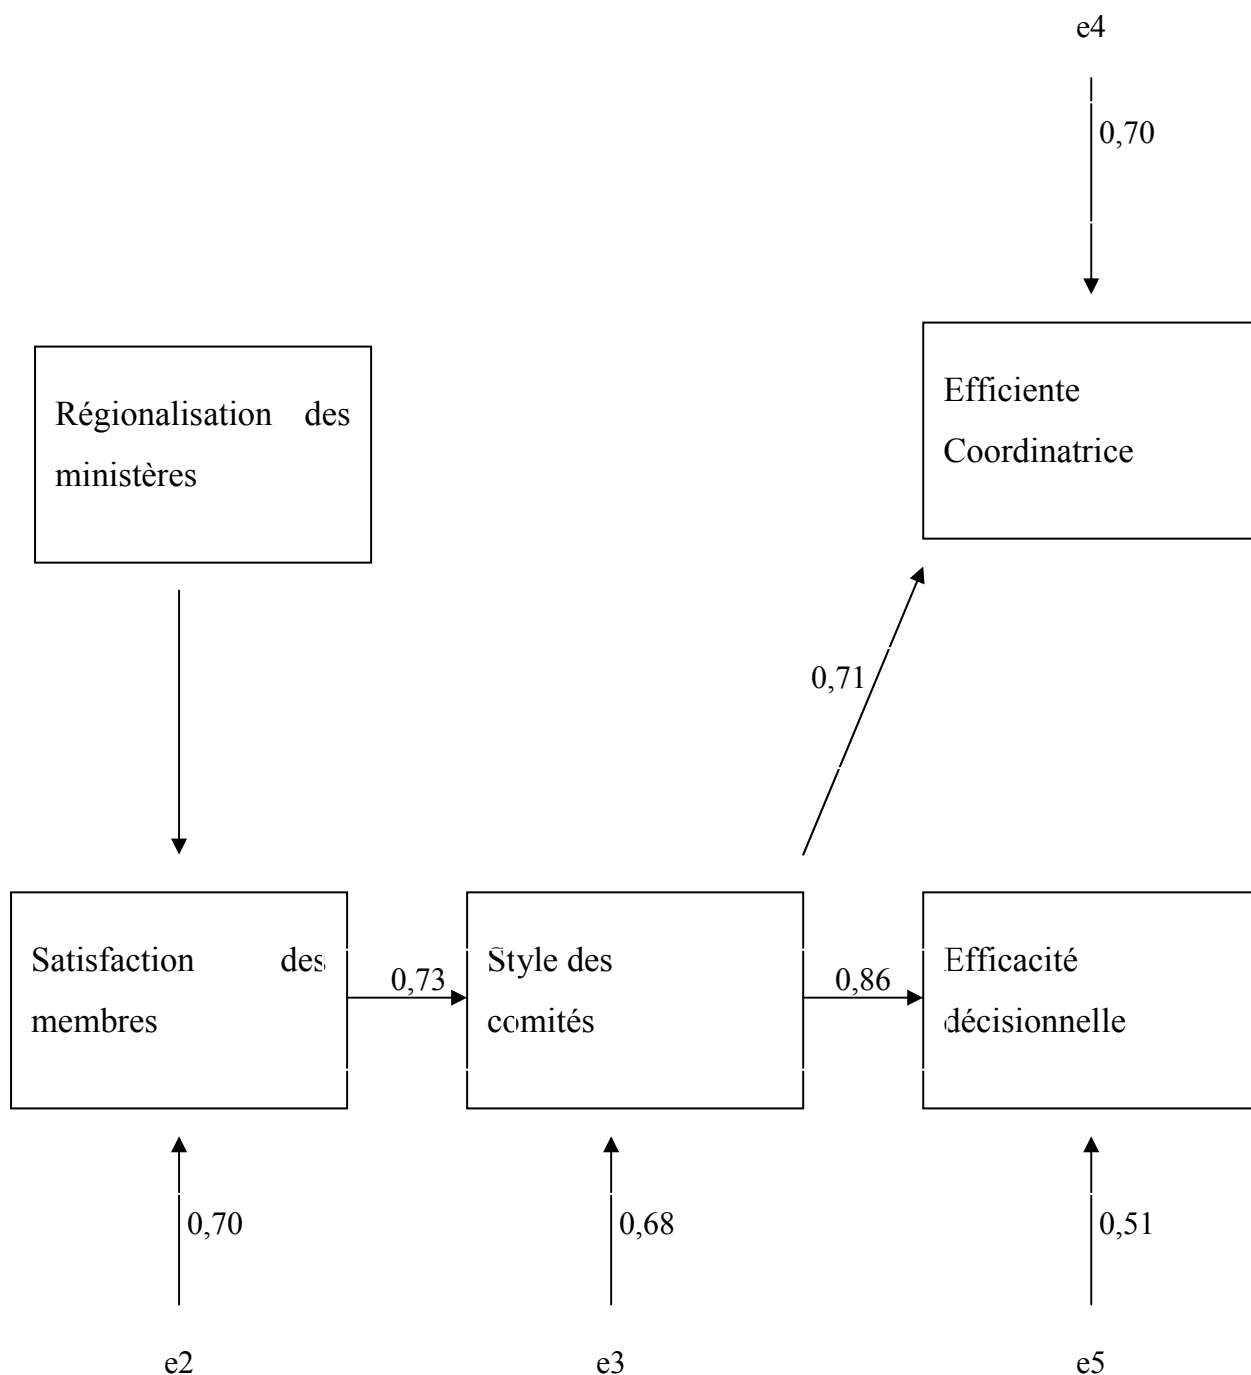 e4
0,70
Régionalisation des
ministères
Efficiente
Coordinatrice
0,71
Satisfaction des
membres
0,73
Style des
comités
0,86
Efficacité
décisionnelle
0,70
0,68
0,51
e2
e3
e5